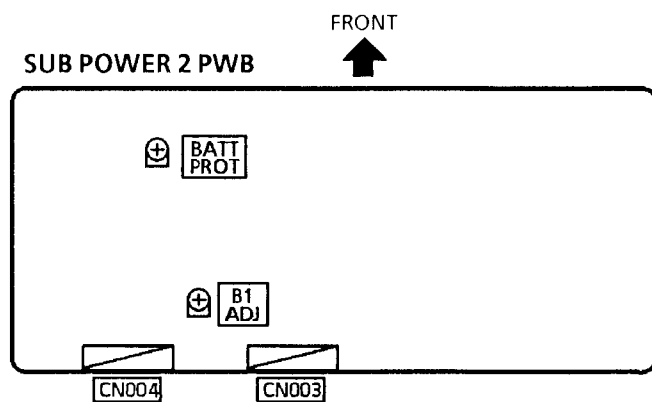 FRONT
SUB POWER 2 PWB
BATT
PROT
B1
ADJ
CN004
CN003